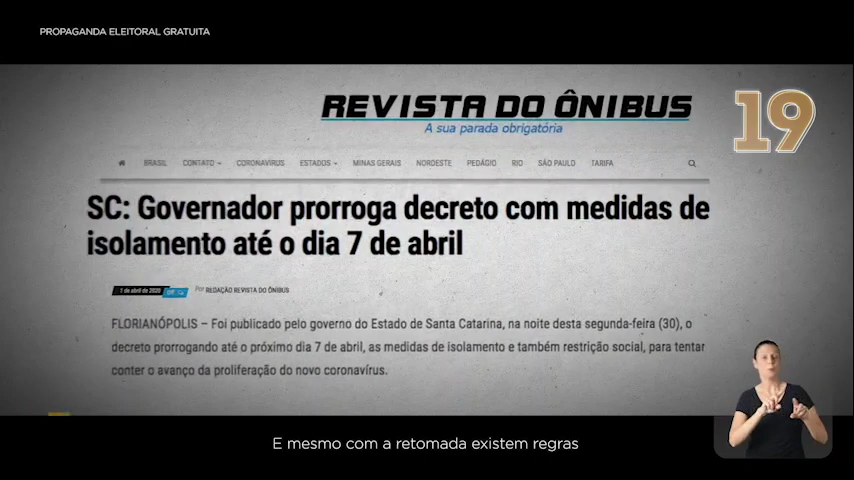 PROPAGANDA ELEITORAL GRATUITA
REVISTA DO ÔNIBUS
A sua parada obrigatória
19
BRASIL CONTATO CORONAVÍRUS ESTADOS MINAS GERAIS NORDESTE PEDÁGIO RIO SÃO PAULO TARIFA
SC: Governador prorroga decreto com medidas de
isolamento até o dia 7 de abril
1 de abril de 2020 Por REDAÇÃO REVISTA DO ÔNIBUS
FLORIANÓPOLIS – Foi publicado pelo governo do Estado de Santa Catarina, na noite desta segunda-feira (30), o
decreto prorrogando até o próximo dia 7 de abril, as medidas de isolamento e também restrição social, para tentar
conter o avanço da proliferação do novo coronavírus.
E mesmo com a retomada existem regras